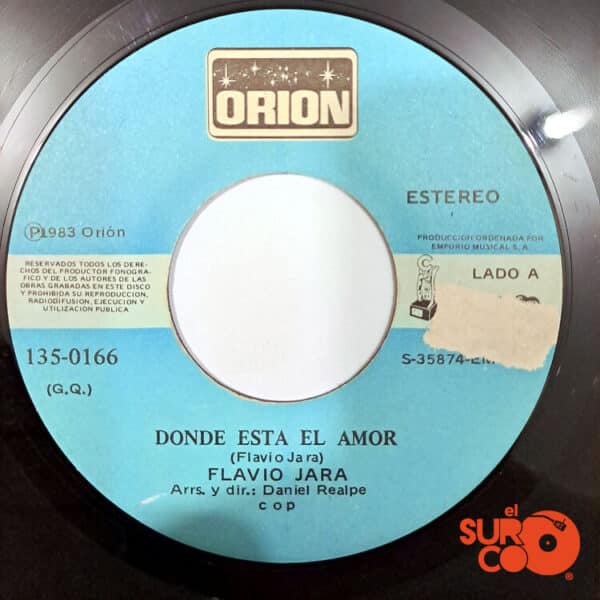 ORION
ESTEREO
℗1983 Orión
PRODUCCION ORDENADA POR
EMPORIO MUSICAL S.A.
RESERVADOS TODOS LOS DERE-
CHOS DEL PRODUCTOR FONOGRA-
FICO Y DE LOS AUTORES DE LAS
OBRAS GRABADAS EN ESTE DISCO
Y PROHIBIDA SU REPRODUCCION,
RADIODIFUSION, EJECUCION Y
UTILIZACION PUBLICA
LADO A
135-0166
S-35874-EM
(G.Q.)
DONDE ESTA EL AMOR
(Flavio Jara)
FLAVIO JARA
Arrs. y dir.: Daniel Realpe
cop
el
SURCO
®